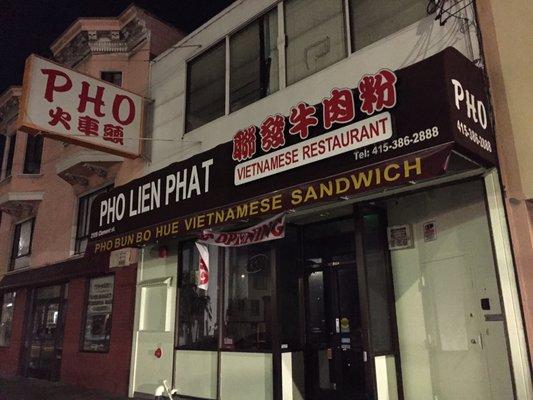 PHO
火車頭
PHO LIEN PHAT
聯發牛肉粉
VIETNAMESE RESTAURANT
Tel: 415-386-2888
PHO BUN BO HUE VIETNAMESE SANDWICH
PHO
415-386-2888
OPENING